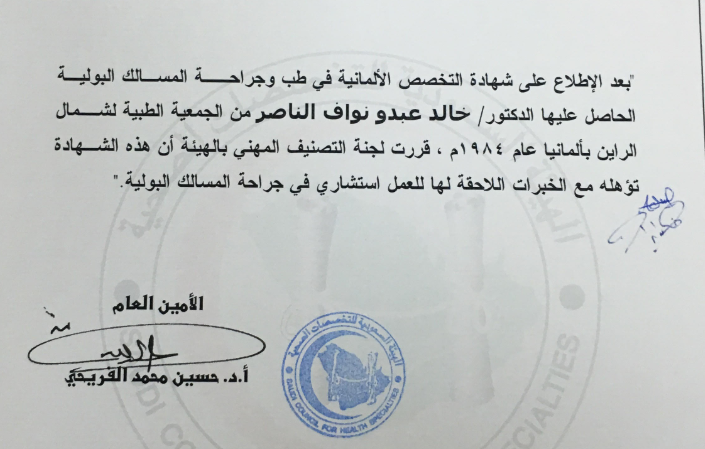 "بعد الإطلاع على شهادة التخصص الألمانية في طب وجراحة المسالك البولية
الحاصل عليها الدكتور/ خالد عبدو نواف الناصر من الجمعية الطبية لشمال
الراين بألمانيا عام ١٩٨٤م ، قررت لجنة التصنيف المهني بالهيئة أن هذه الشهادة
تؤهله مع الخبرات اللاحقة لها للعمل استشاري في جراحة المسالك البولية."
الأمين العام
أ.د. حسين محمد الفريحي
الهيئة السعودية للتخصصات الصحية
SAUDI COUNCIL FOR HEALTH SPECIALTIES